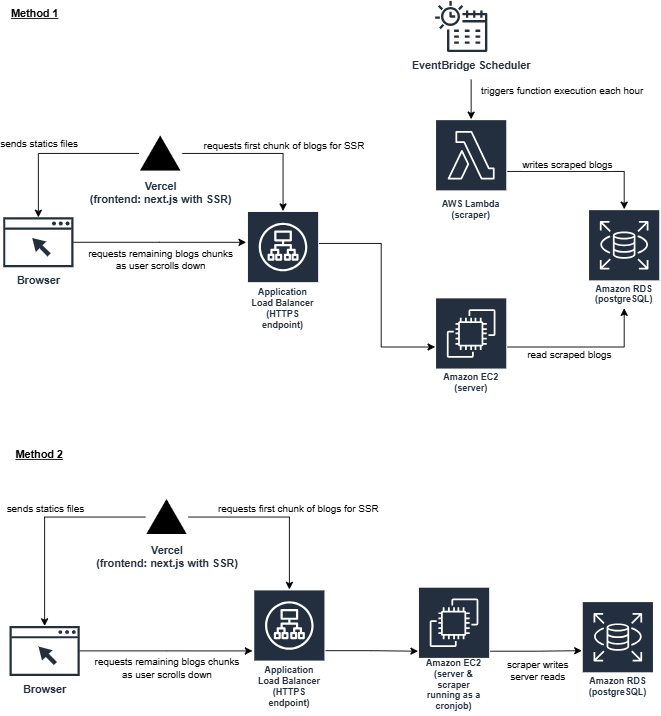 Method 1
EventBridge Scheduler
triggers function execution each hour
sends statics files
requests first chunk of blogs for SSR
Vercel
(frontend: next.js with SSR)
writes scraped blogs
AWS Lambda
(scraper)
requests remaining blogs chunks
as user scrolls down
Browser
Application
Load Balancer
(HTTPS
endpoint)
Amazon RDS
(postgreSQL)
read scraped blogs
Amazon EC2
(server)
Method 2
sends statics files
requests first chunk of blogs for SSR
Vercel
(frontend: next.js with SSR)
requests remaining blogs chunks
as user scrolls down
Browser
Application
Load Balancer
(HTTPS
endpoint)
Amazon EC2
(server &
scraper
running as a
cronjob)
scraper writes
server reads
Amazon RDS
(postgreSQL)